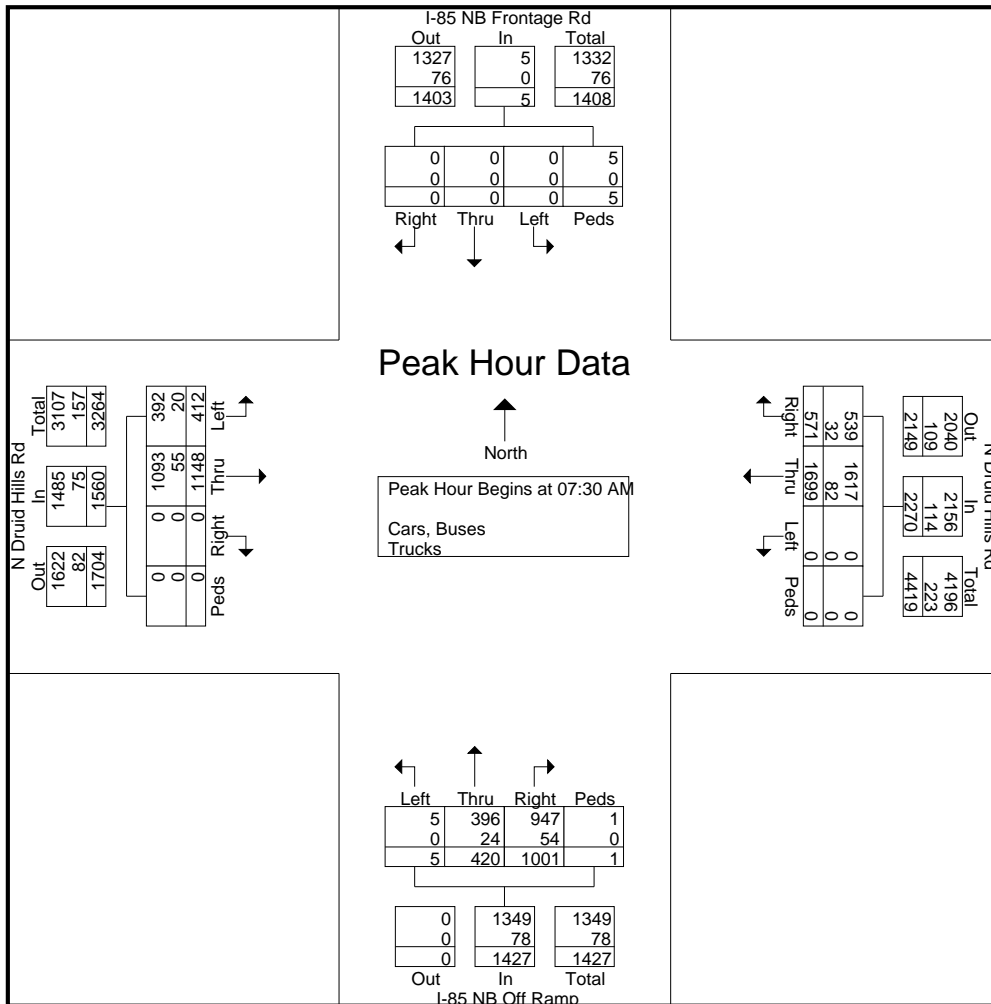 I-85 NB Frontage Rd
Out In Total
1327 5 1332
76 0 76
1403 5 1408
0 0 0 5
0 0 0 0
0 0 0 5
Right Thru Left Peds
Peak Hour Data
North
Peak Hour Begins at 07:30 AM
Cars, Buses
Trucks
N Druid Hills Rd
Total In Out
3107 1485 1622
157 75 82
3264 1560 1704
392 1093 0 0
20 55 0 0
412 1148 0 0
Left Thru Right Peds
N Druid Hills Rd
Out In Total
2040 2156 4196
109 114 223
2149 2270 4419
539 1617 0 0
32 82 0 0
571 1699 0 0
Right Thru Left Peds
Left Thru Right Peds
5 396 947 1
0 24 54 0
5 420 1001 1
0 1349 1349
0 78 78
0 1427 1427
Out In Total
I-85 NB Off Ramp